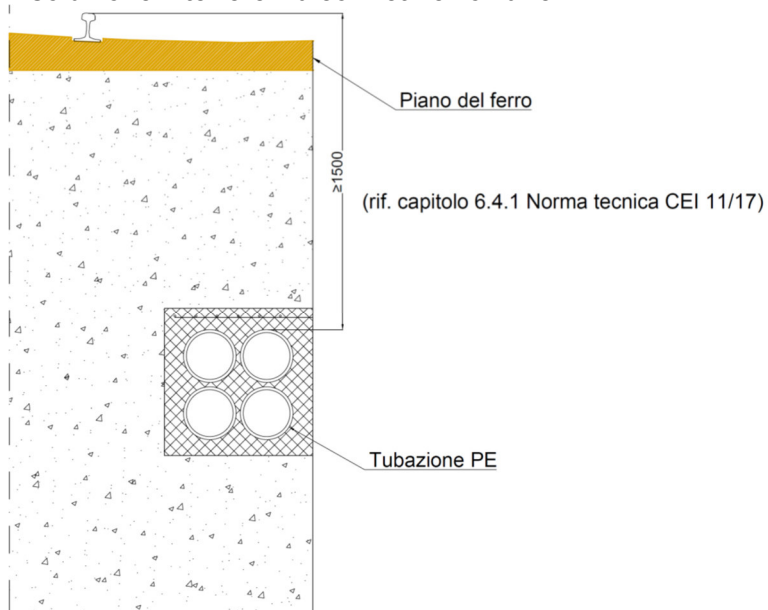 Piano del ferro
≥1500
(rif. capitolo 6.4.1 Norma tecnica CEI 11/17)
Tubazione PE